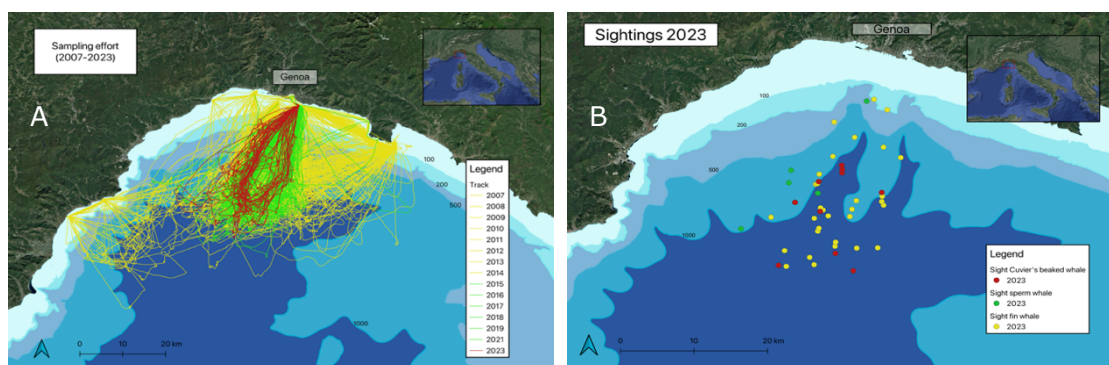 Sampling effort
(2007-2023)
Genoa
A
100
200
500
1000
Legend
Track
2007
2008
2009
2010
2011
2012
2013
2014
2015
2016
2017
2018
2019
2021
2023
0 10 20 km
Sightings 2023
Genoa
B
100
200
500
1000
Legend
Sight Cuvier's beaked whale
2023
Sight sperm whale
2023
Sight fin whale
2023
0 10 20 km